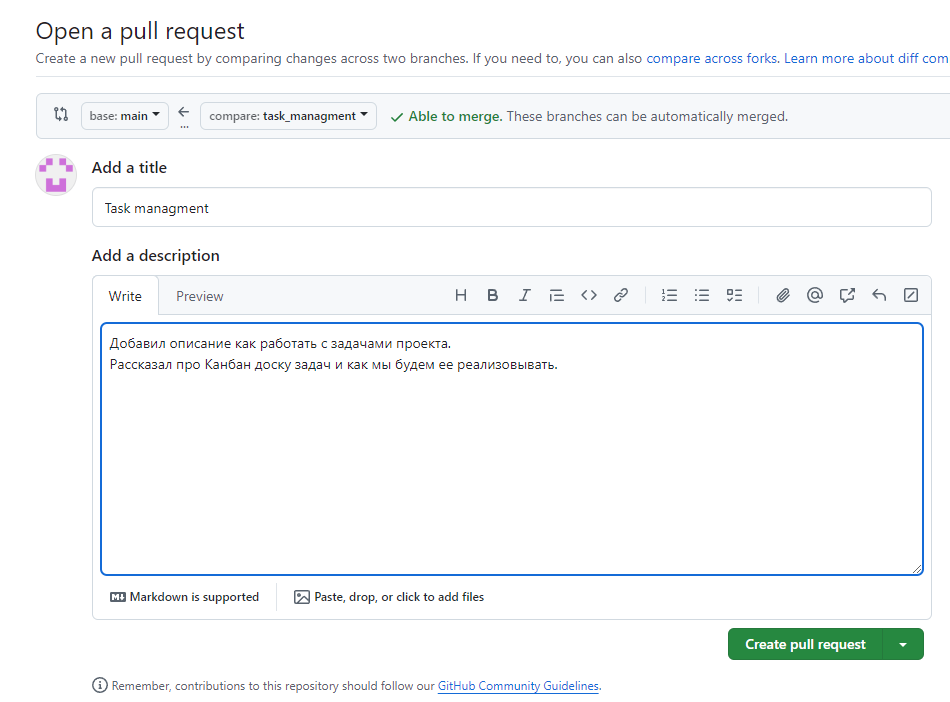 Open a pull request
Create a new pull request by comparing changes across two branches. If you need to, you can also compare across forks. Learn more about diff com
base: main compare: task_managment Able to merge. These branches can be automatically merged.
Add a title
Task managment
Add a description
Write Preview
Добавил описание как работать с задачами проекта.
Рассказал про Канбан доску задач и как мы будем ее реализовывать.
Markdown is supported Paste, drop, or click to add files
Create pull request
Remember, contributions to this repository should follow our GitHub Community Guidelines.